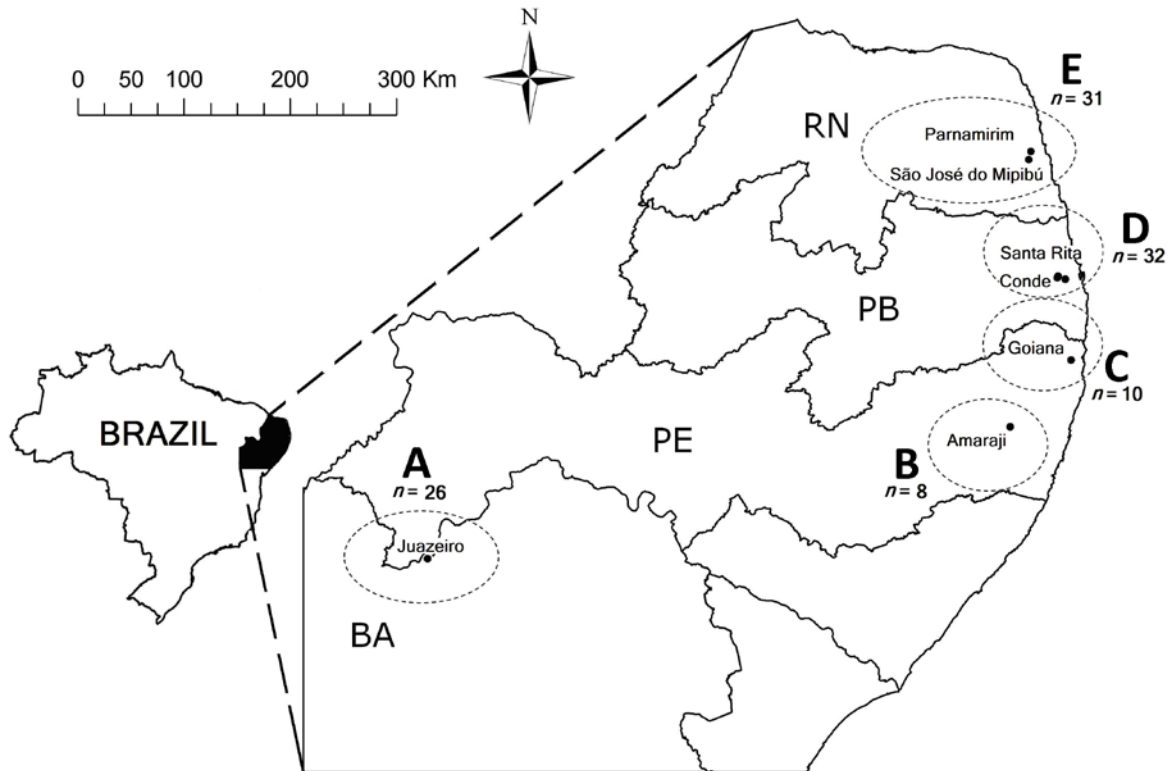 N
0 50 100 200 300 Km
E
n = 31
RN
Parnamirim
São José do Mipibú
D
n = 32
Santa Rita
Conde
PB
Goiana
C
n = 10
BRAZIL
PE
Amaraji
B
n = 8
A
n = 26
Juazeiro
BA